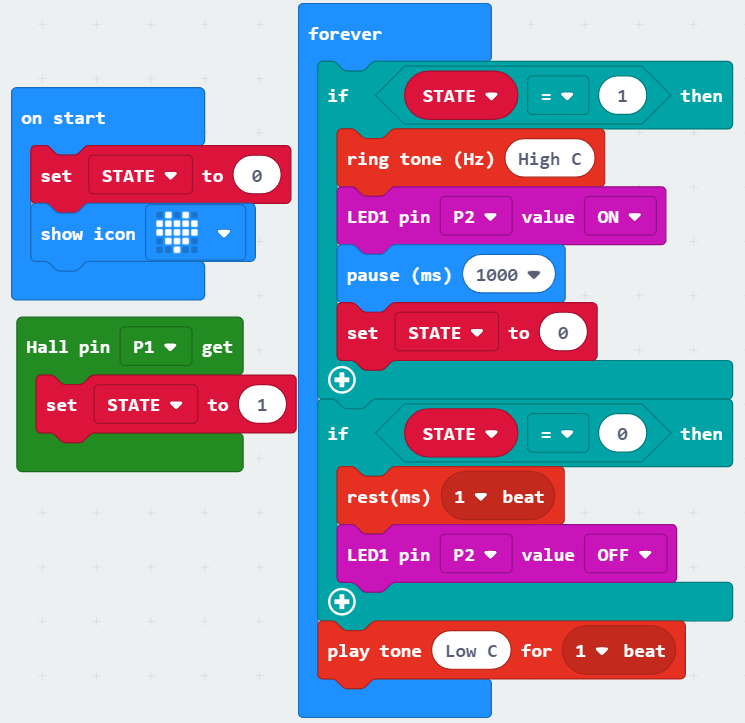 on start
set STATE to 0
show icon
Hall pin P1 get
set STATE to 1
forever
if STATE = 1 then
ring tone (Hz) High C
LED1 pin P2 value ON
pause (ms) 1000
set STATE to 0
if STATE = 0 then
rest(ms) 1 beat
LED1 pin P2 value OFF
play tone Low C for 1 beat